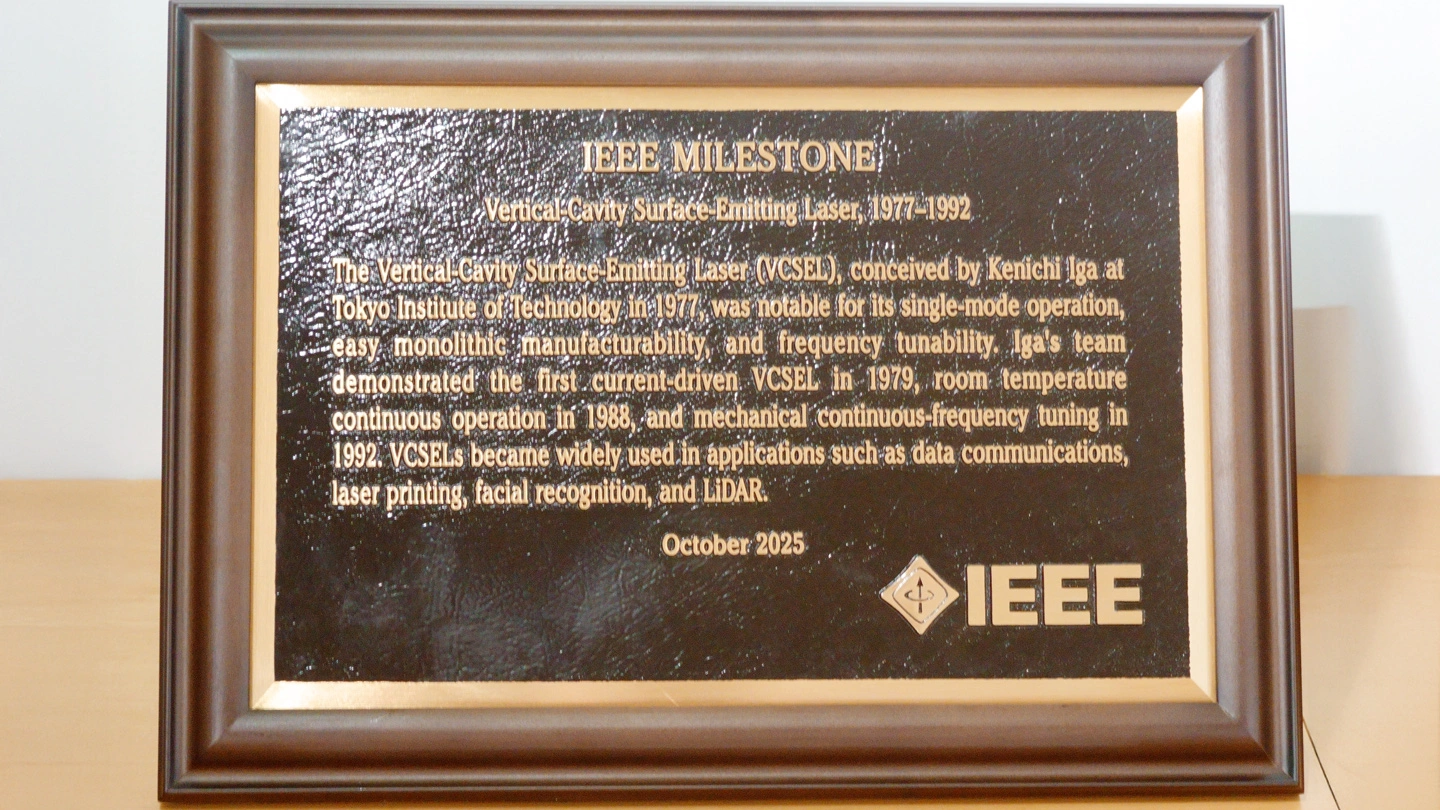 IEEE MILESTONE
Vertical-Cavity Surface-Emitting Laser, 1977–1992
The Vertical-Cavity Surface-Emitting Laser (VCSEL), conceived by Kenichi Iga at
Tokyo Institute of Technology in 1977, was notable for its single-mode operation,
easy monolithic manufacturability, and frequency tunability. Iga's team
demonstrated the first current-driven VCSEL in 1979, room temperature
continuous operation in 1988, and mechanical continuous-frequency tuning in
1992. VCSELs became widely used in applications such as data communications,
laser printing, facial recognition, and LiDAR.
October 2025
IEEE